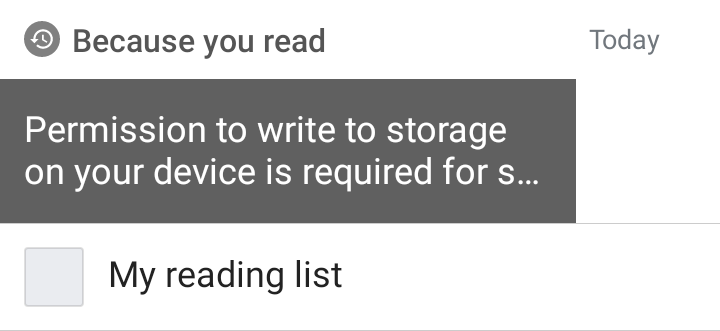 Because you read
Today
Permission to write to storage
on your device is required for s...
My reading list